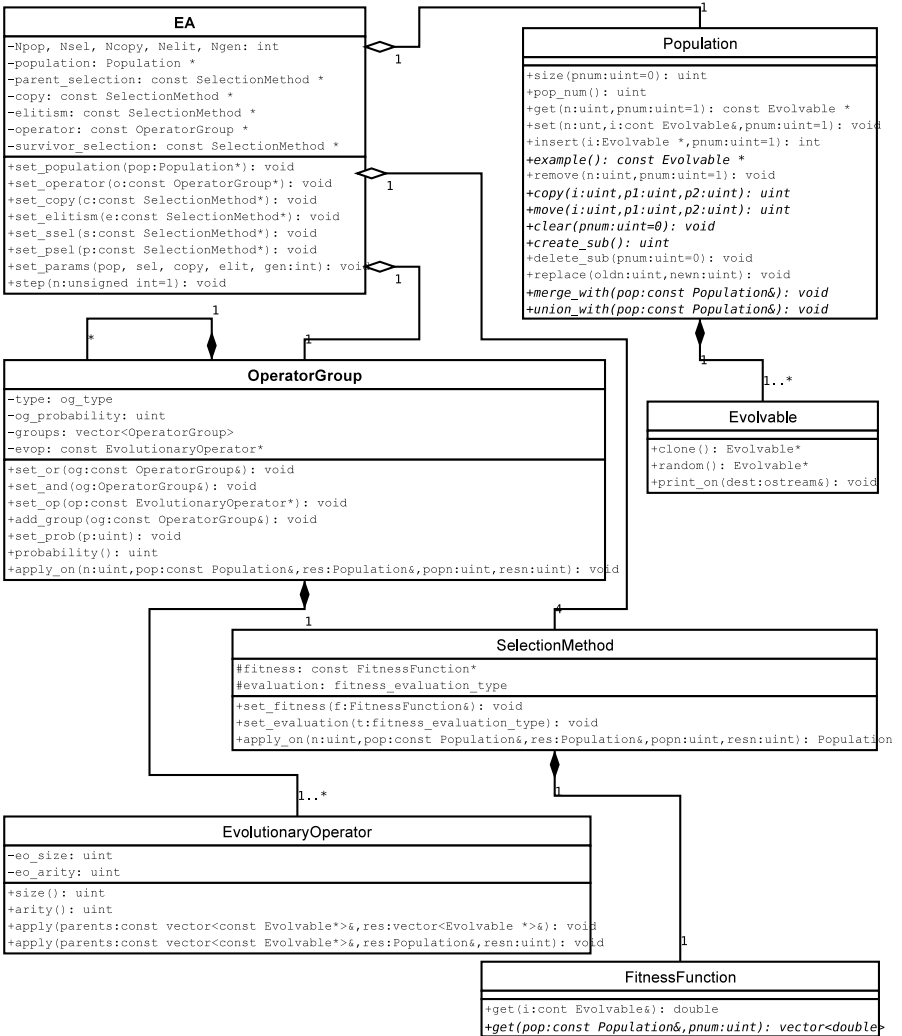 EA
-Npop, Nsel, Ncopy, Nelit, Ngen: int
-population: Population *
-parent_selection: const SelectionMethod *
-copy: const SelectionMethod *
-elitism: const SelectionMethod *
-operator: const OperatorGroup *
-survivor_selection: const SelectionMethod *
+set_population(pop:Population*): void
+set_operator(o:const OperatorGroup*): void
+set_copy(c:const SelectionMethod*): void
+set_elitism(e:const SelectionMethod*): void
+set_ssel(s:const SelectionMethod*): void
+set_psel(p:const SelectionMethod*): void
+set_params(pop, sel, copy, elit, gen:int): void
+step(n:unsigned int=1): void
1
1
1
1
1
Population
+size(pnum:uint=0): uint
+pop_num(): uint
+get(n:uint,pnum:uint=1): const Evolvable *
+set(n:unt,i:cont Evolvable&,pnum:uint=1): void
+insert(i:Evolvable *,pnum:uint=1): int
+example(): const Evolvable *
+remove(n:uint,pnum:uint=1): void
+copy(i:uint,p1:uint,p2:uint): uint
+move(i:uint,p1:uint,p2:uint): uint
+clear(pnum:uint=0): void
+create_sub(): uint
+delete_sub(pnum:uint=0): void
+replace(oldn:uint,newn:uint): void
+merge_with(pop:const Population&): void
+union_with(pop:const Population&): void
1
1..*
Evolvable
+clone(): Evolvable*
+random(): Evolvable*
+print_on(dest:ostream&): void
1
*
OperatorGroup
-type: og_type
-og_probability: uint
-groups: vector<OperatorGroup>
-evop: const EvolutionaryOperator*
+set_or(og:const OperatorGroup&): void
+set_and(og:OperatorGroup&): void
+set_op(op:const EvolutionaryOperator*): void
+add_group(og:const OperatorGroup&): void
+set_prob(p:uint): void
+probability(): uint
+apply_on(n:uint,pop:const Population&,res:Population&,popn:uint,resn:uint): void
1
4
SelectionMethod
#fitness: const FitnessFunction*
#evaluation: fitness_evaluation_type
+set_fitness(f:FitnessFunction&): void
+set_evaluation(t:fitness_evaluation_type): void
+apply_on(n:uint,pop:const Population&,res:Population&,popn:uint,resn:uint): Population
1
1..*
EvolutionaryOperator
-eo_size: uint
-eo_arity: uint
+size(): uint
+arity(): uint
+apply(parents:const vector<const Evolvable*>&,res:vector<Evolvable *>&): void
+apply(parents:const vector<const Evolvable*>&,res:Population&,resn:uint): void
1
FitnessFunction
+get(i:cont Evolvable&): double
+get(pop:const Population&,pnum:uint): vector<double>